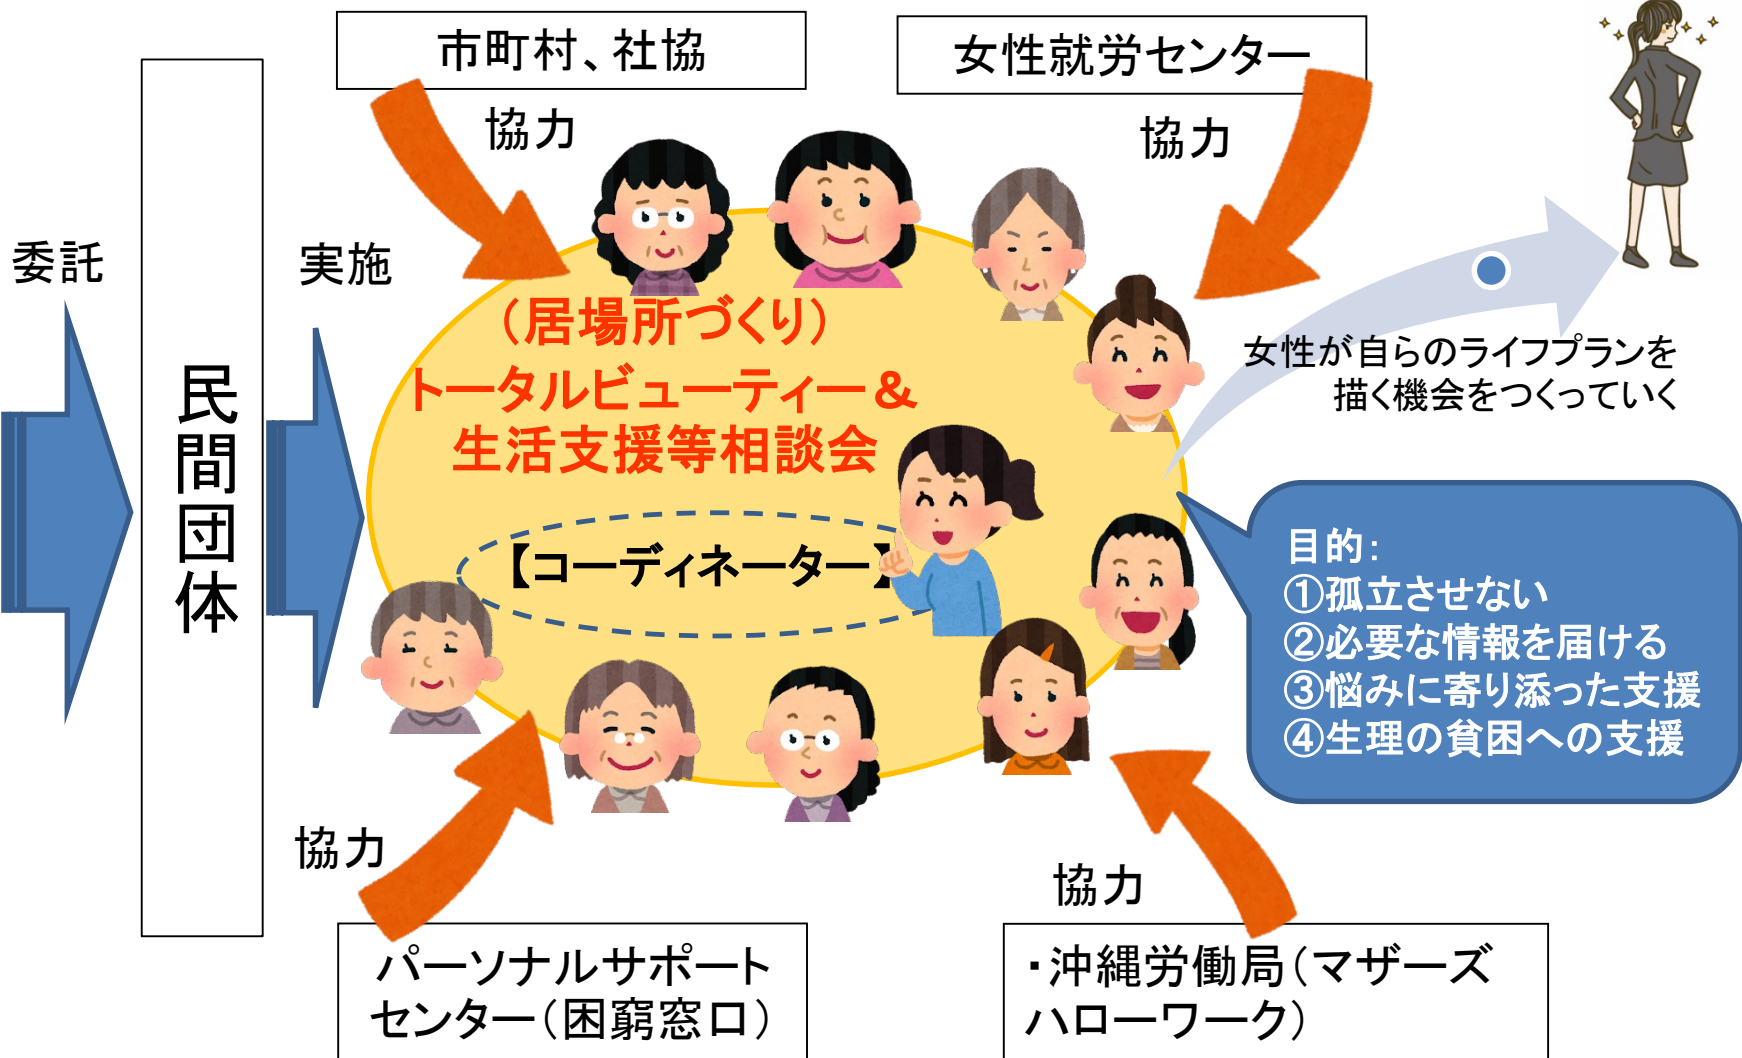 市町村、社協
女性就労センター
協力
協力
委託
実施
民間団体
(居場所づくり)
トータルビューティー&
生活支援等相談会
【コーディネーター】
女性が自らのライフプランを
描く機会をつくっていく
目的:
①孤立させない
②必要な情報を届ける
③悩みに寄り添った支援
④生理の貧困への支援
協力
協力
パーソナルサポート
センター(困窮窓口)
・沖縄労働局(マザーズ
ハローワーク)